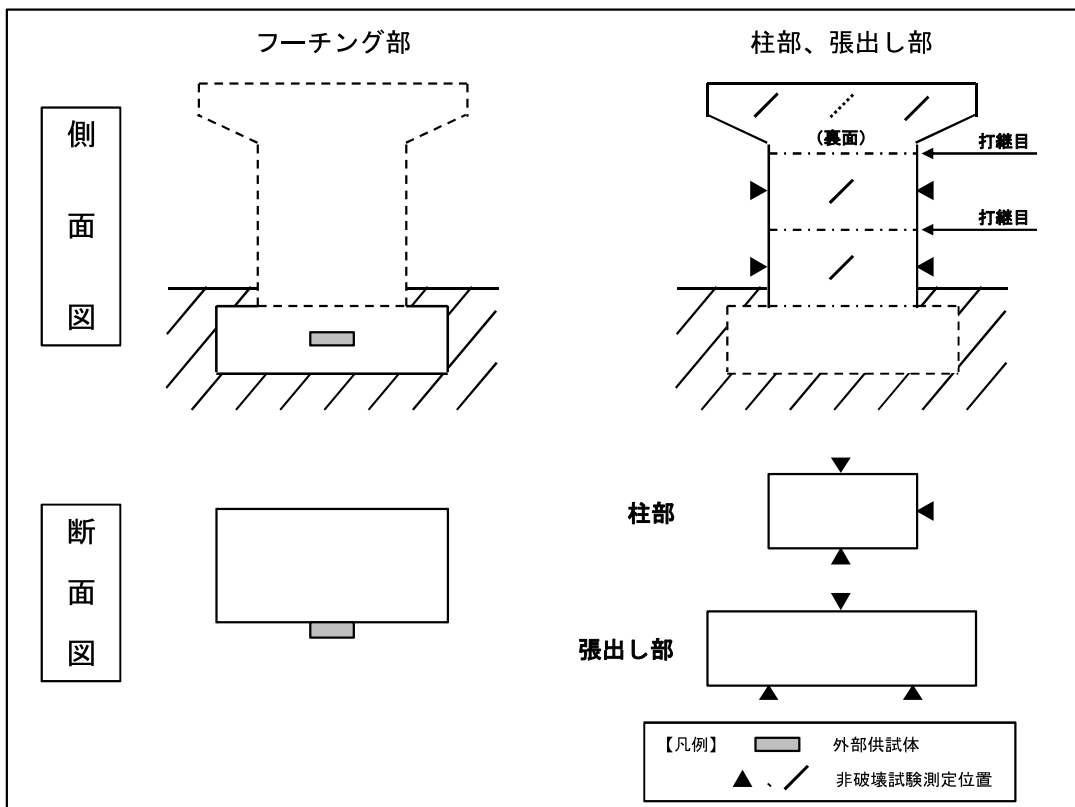 フーチング部
柱部、張出し部
側面図
(裏面)
打継目
打継目
断面図
柱部
張出し部
【凡例】 外部供試体
、 非破壊試験測定位置